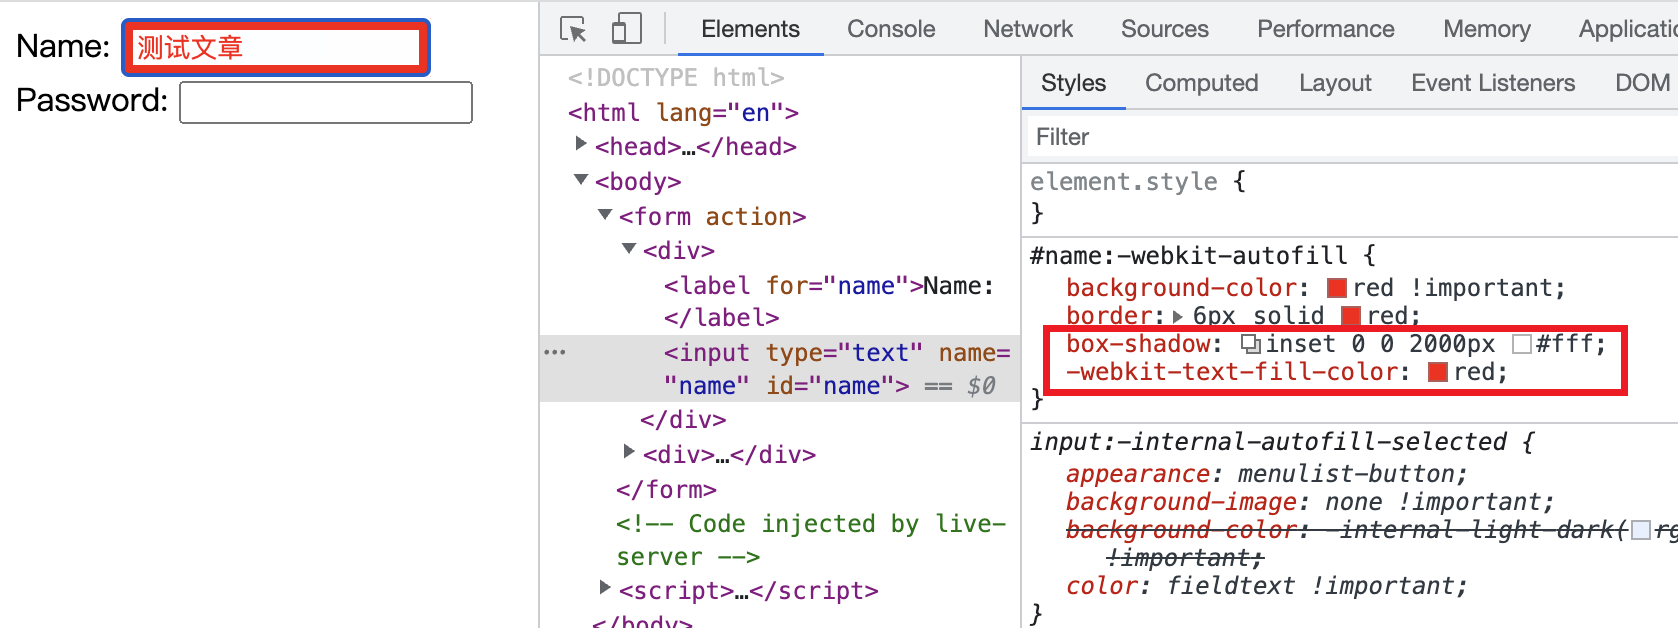 Name: 测试文章
Password:
Elements Console Network Sources Performance Memory
Styles Computed Layout Event Listeners DOM
Filter
<!DOCTYPE html>
<html lang="en">
<head>…</head>
<body>
<form action>
<div>
<label for="name">Name:
</label>
<input type="text" name=
"name" id="name"> == $0
</div>
<div>…</div>
</form>
<!-- Code injected by live-
server -->
<script>…</script>
</body>
element.style {
}
#name:-webkit-autofill {
background-color: red !important;
border: 6px solid red;
box-shadow: inset 0 0 2000px #fff;
-webkit-text-fill-color: red;
}
input:-internal-autofill-selected {
appearance: menulist-button;
background-image: none !important;
background-color: -internal-light-dark(
!important;
color: fieldtext !important;
}